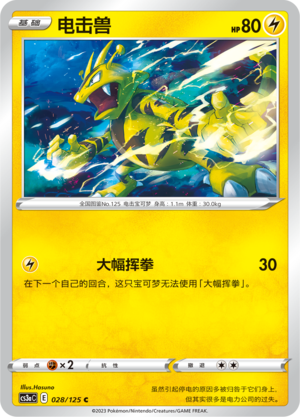 基础 电击兽 HP80
全国图鉴No.125 电击宝可梦 身高:1.1m 体重:30.0kg
大幅挥拳 30
在下一个自己的回合,这只宝可梦无法使用「大幅挥拳」。
弱点 ×2 抗性 撤退
Illus.Hasuno
CS3aC E 028/125 C
虽然引起停电的原因多被归告于它们身上,
但其实很多是电力公司的过失。
©2023 Pokémon/Nintendo/Creatures/GAME FREAK.